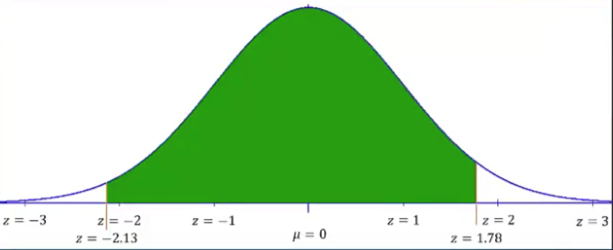 z = −3 z = −2 z = −1 μ = 0 z = 1 z = 2 z = 3
z = −2.13 z = 1.78